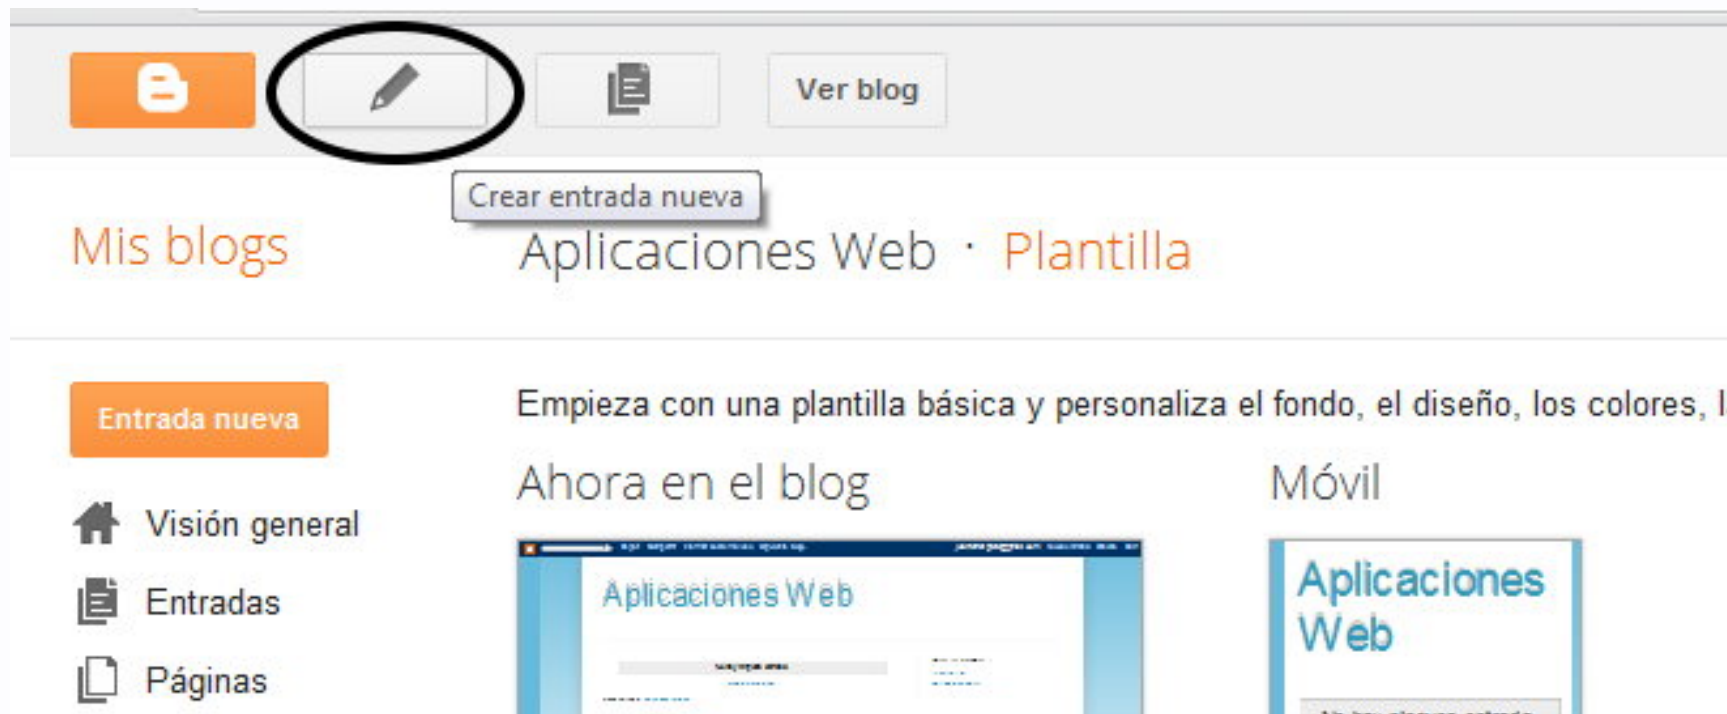 Ver blog
Crear entrada nueva
Mis blogs
Aplicaciones Web · Plantilla
Entrada nueva
Empieza con una plantilla básica y personaliza el fondo, el diseño, los colores,
Visión general
Entradas
Páginas
Ahora en el blog
Aplicaciones Web
Móvil
Aplicaciones
Web